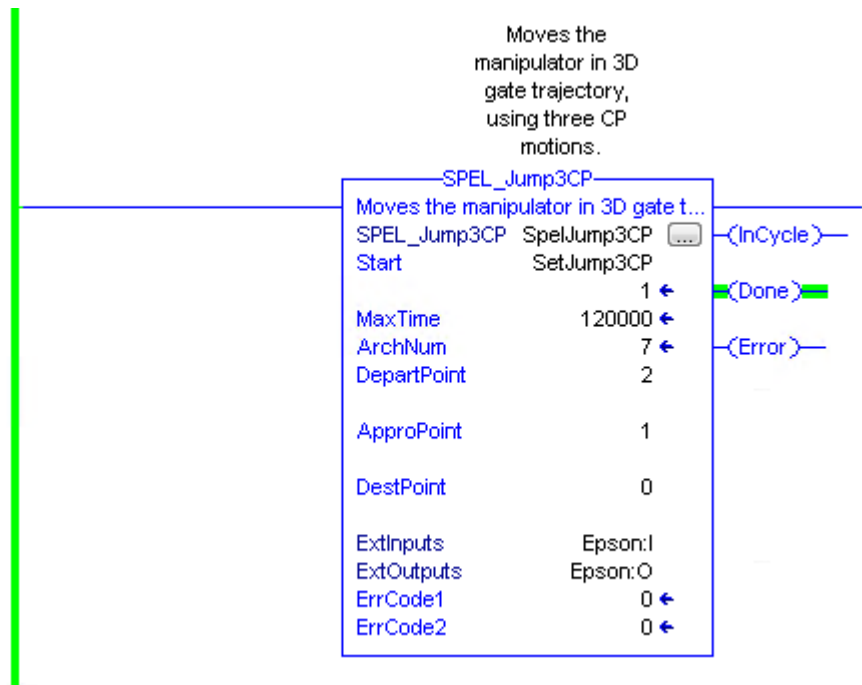 Moves the
manipulator in 3D
gate trajectory,
using three CP
motions.
SPEL_Jump3CP
Moves the manipulator in 3D gate t...
SPEL_Jump3CP SpelJump3CP ... (InCycle)
Start SetJump3CP
1 ← (Done)
MaxTime 120000 ←
ArchNum 7 ← (Error)
DepartPoint 2
ApproPoint 1
DestPoint 0
ExtInputs Epson:I
ExtOutputs Epson:O
ErrCode1 0 ←
ErrCode2 0 ←